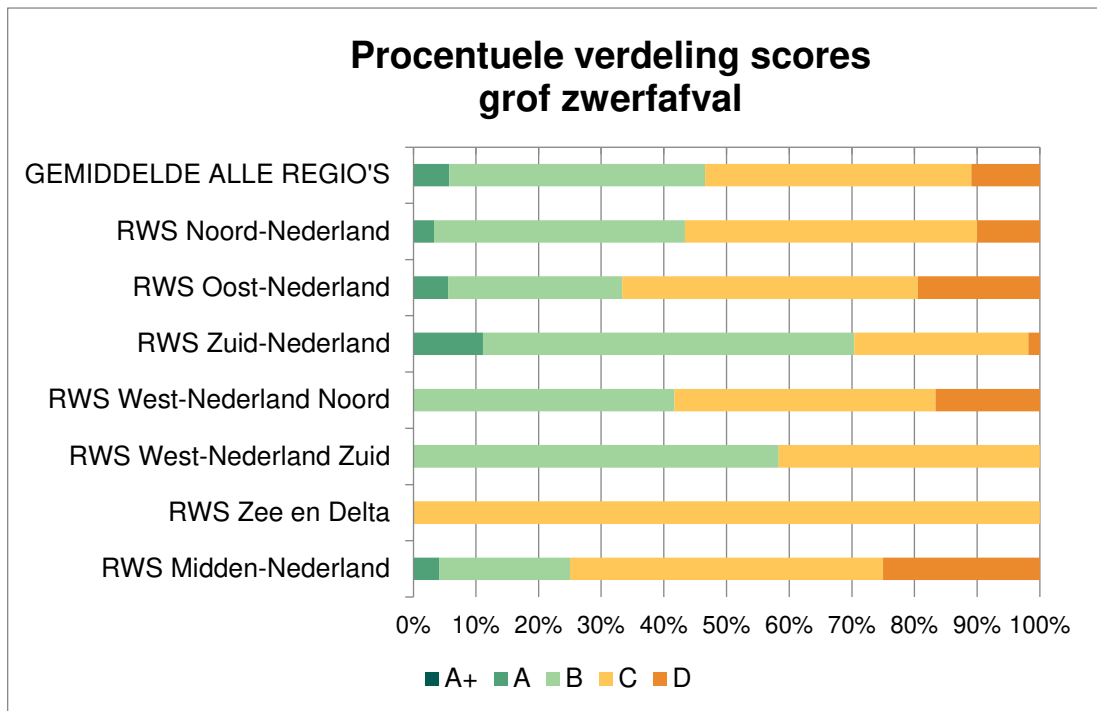 Procentuele verdeling scores
grof zwerfafval
GEMIDDELDE ALLE REGIO'S
RWS Noord-Nederland
RWS Oost-Nederland
RWS Zuid-Nederland
RWS West-Nederland Noord
RWS West-Nederland Zuid
RWS Zee en Delta
RWS Midden-Nederland
0% 10% 20% 30% 40% 50% 60% 70% 80% 90% 100%
A+ A B C D